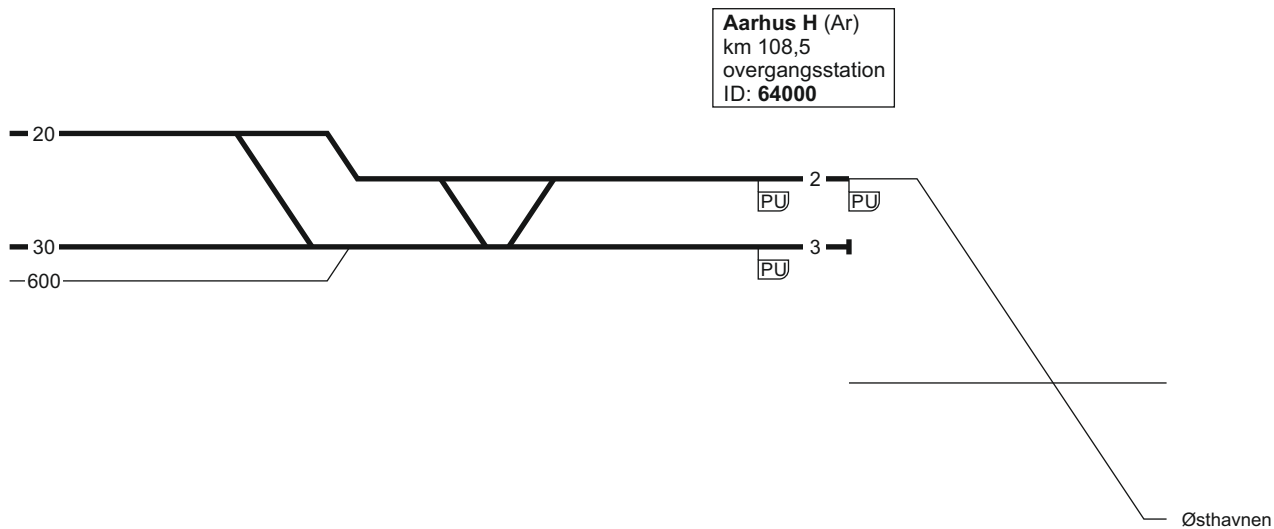 Aarhus H (Ar)
km 108,5
overgangsstation
ID: 64000
20
2
PU
PU
30
3
PU
600
Østhavnen